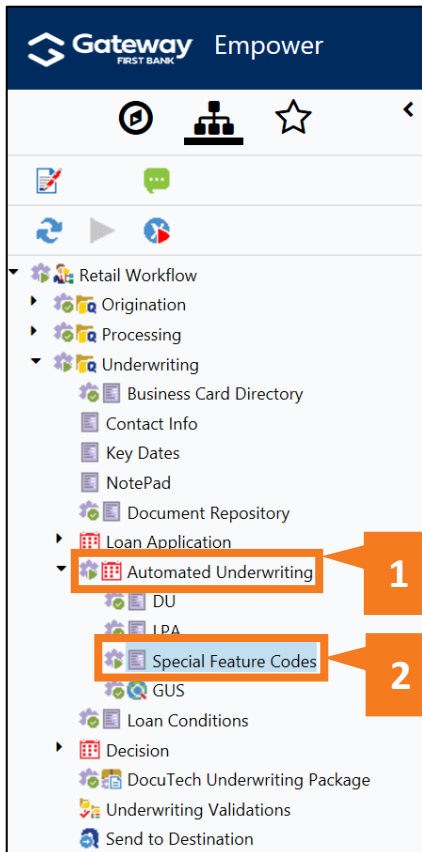 Gateway Empower
FIRST BANK
Retail Workflow
Origination
Processing
Underwriting
Business Card Directory
Contact Info
Key Dates
NotePad
Document Repository
Loan Application
Automated Underwriting
1
DU
LPA
Special Feature Codes
2
GUS
Loan Conditions
Decision
DocuTech Underwriting Package
Underwriting Validations
Send to Destination